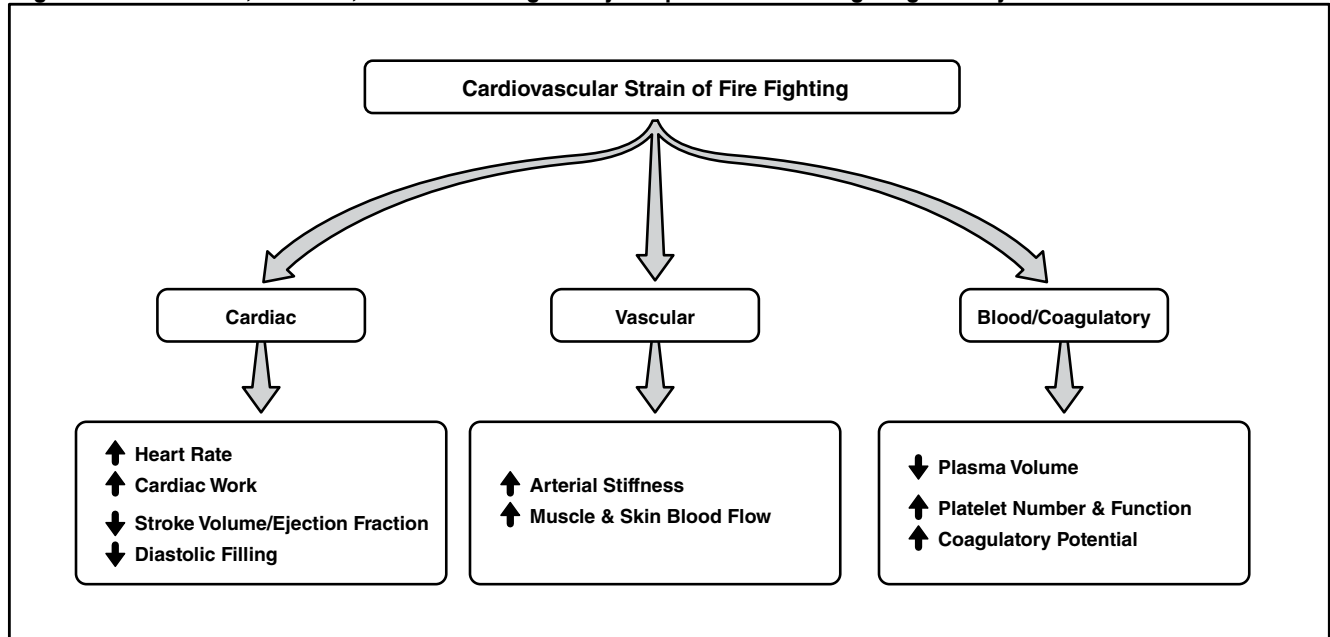 Cardiovascular Strain of Fire Fighting
Cardiac
Vascular
Blood/Coagulatory
Heart Rate
Cardiac Work
Stroke Volume/Ejection Fraction
Diastolic Filling
Arterial Stiffness
Muscle & Skin Blood Flow
Plasma Volume
Platelet Number & Function
Coagulatory Potential